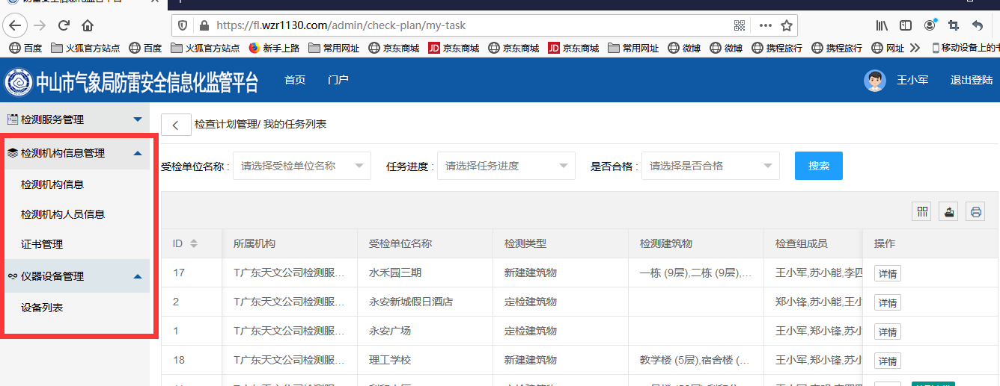 防雷安全信息化监管平台
https://fl.wzr1130.com/admin/check-plan/my-task
百度 火狐官方站点 百度 火狐官方站点 新手上路 常用网址 京东商城 JD 京东商城 京东商城 JD 京东商城 常用网址 微博 微博 携程旅行 携程旅行 网址 移动设备上的书
中山市气象局防雷安全信息化监管平台 首页 门户 王小军 退出登陆
检测服务管理
检测机构信息管理
检测机构信息
检测机构人员信息
证书管理
仪器设备管理
设备列表
检查计划管理/ 我的任务列表
受检单位名称 : 请选择受检单位名称 任务进度 : 请选择任务进度 是否合格 : 请选择是否合格 搜索
ID 所属机构 受检单位名称 检测类型 检测建筑物 检查组成员 操作
17 T广东天文公司检测服... 水禾园三期 新建建筑物 一栋 (9层),二栋 (9层),... 王小军,苏小能,李四 详情
2 T广东天文公司检测服... 永安新城假日酒店 定检建筑物 郑小锋,苏小能,王小 详情
1 T广东天文公司检测服... 永安广场 定检建筑物 王小军,郑小锋,苏小 详情
18 T广东天文公司检测服... 理工学校 新建建筑物 教学楼 (5层),宿舍楼 (... 王小军,郑小锋,苏小 详情